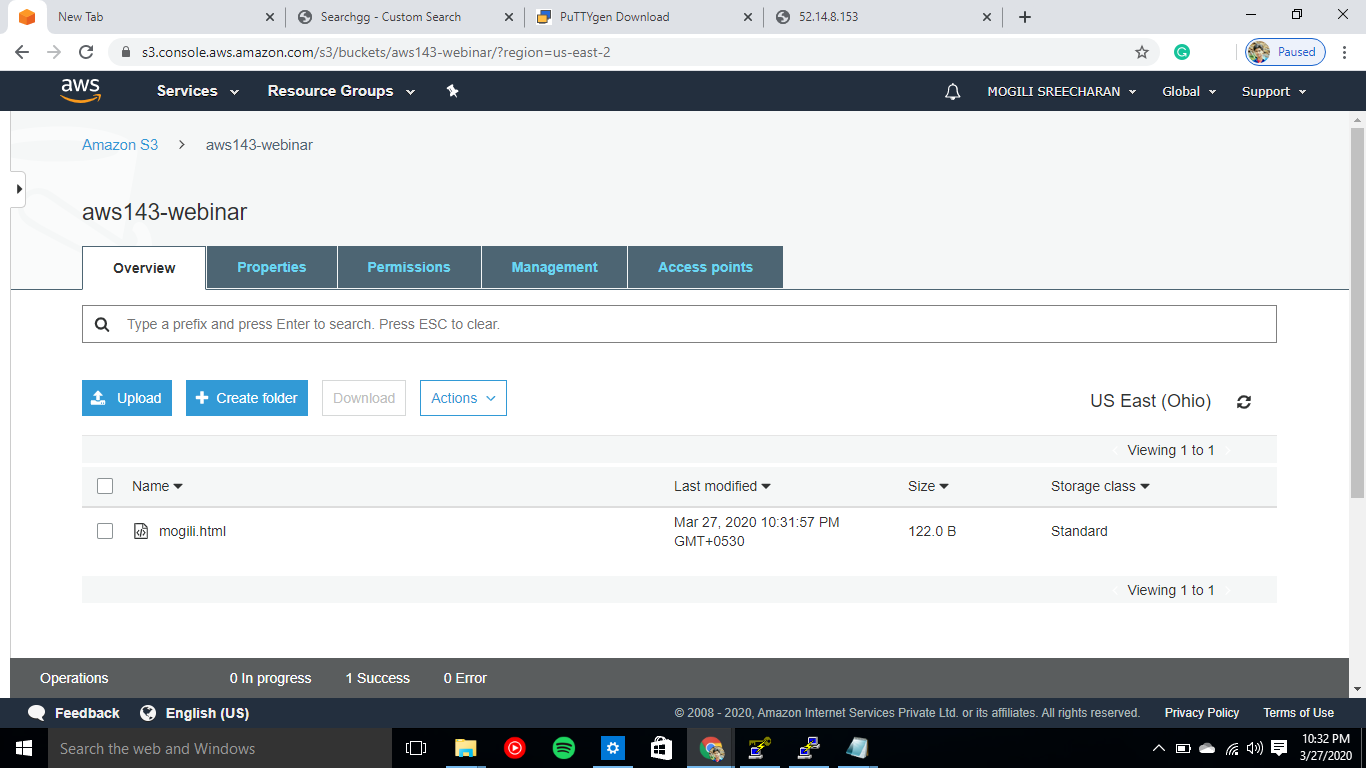 New Tab
Searchgg - Custom Search
PuTTYgen Download
52.14.8.153
s3.console.aws.amazon.com/s3/buckets/aws143-webinar/?region=us-east-2
Paused
aws
Services
Resource Groups
MOGILI SREECHARAN
Global
Support
Amazon S3
aws143-webinar
aws143-webinar
Overview
Properties
Permissions
Management
Access points
Type a prefix and press Enter to search. Press ESC to clear.
Upload
Create folder
Download
Actions
US East (Ohio)
Viewing 1 to 1
Name
Last modified
Size
Storage class
mogili.html
Mar 27, 2020 10:31:57 PM
GMT+0530
122.0 B
Standard
Viewing 1 to 1
Operations
0 In progress
1 Success
0 Error
Feedback
English (US)
© 2008 - 2020, Amazon Internet Services Private Ltd. or its affiliates. All rights reserved.
Privacy Policy
Terms of Use
Search the web and Windows
10:32 PM
3/27/2020